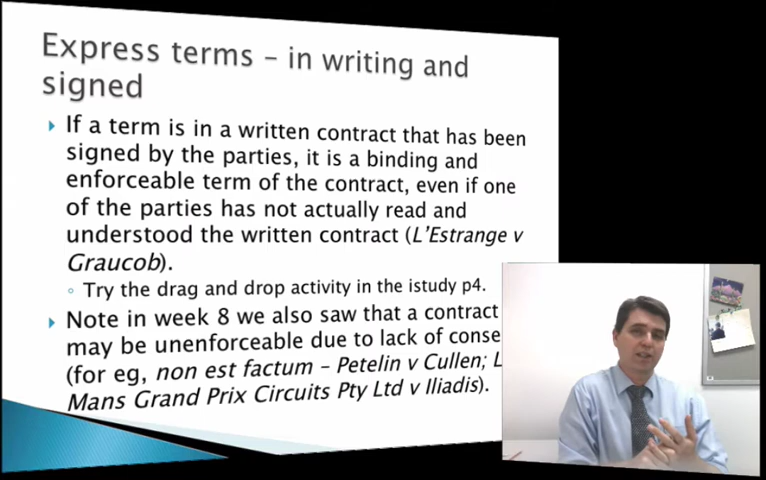 Express terms – in writing and
signed
If a term is in a written contract that has been
signed by the parties, it is a binding and
enforceable term of the contract, even if one
of the parties has not actually read and
understood the written contract (L'Estrange v
Graucob).
Try the drag and drop activity in the istudy p4.
Note in week 8 we also saw that a contract
may be unenforceable due to lack of conse
(for eg, non est factum – Petelin v Cullen; L
Mans Grand Prix Circuits Pty Ltd v Iliadis).